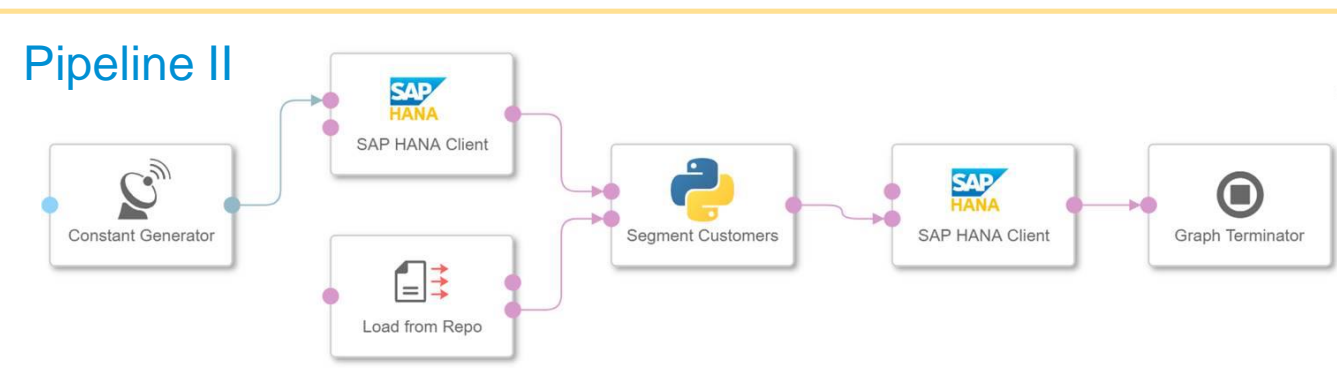 Pipeline II
SAP
HANA
SAP HANA Client
Constant Generator
Load from Repo
Segment Customers
SAP
HANA
SAP HANA Client
Graph Terminator